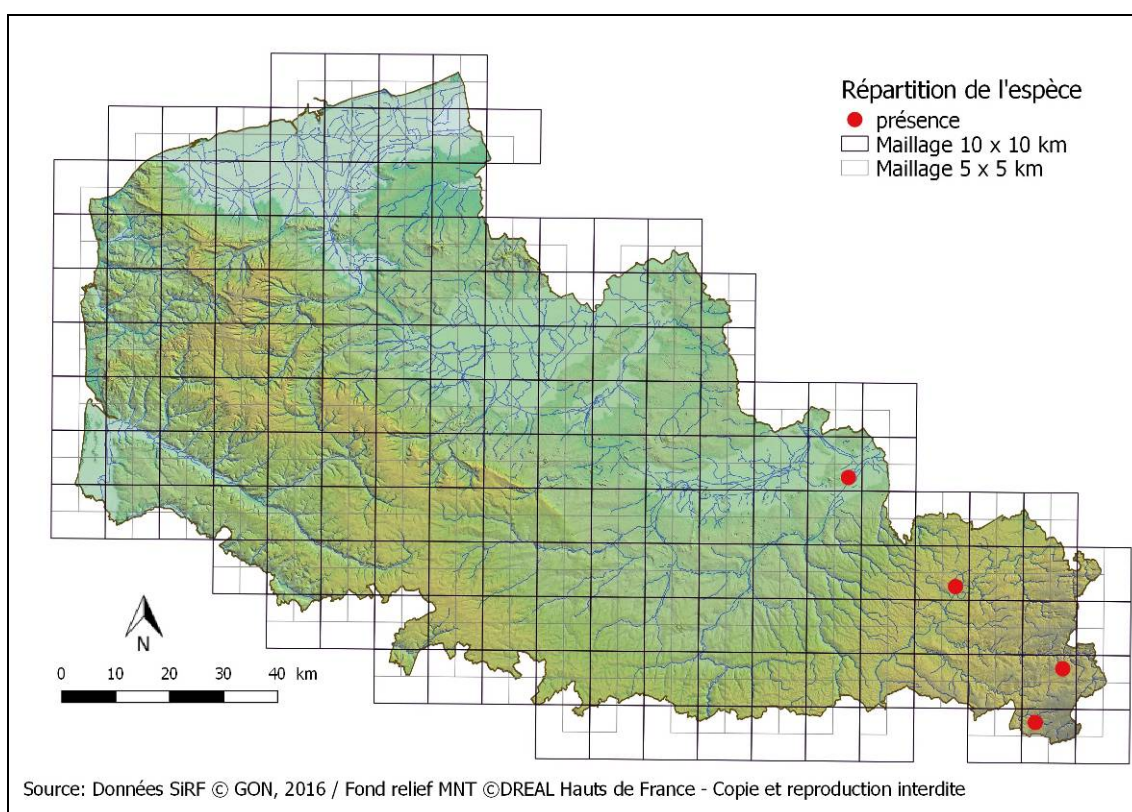 Répartition de l'espèce
présence
Maillage 10 x 10 km
Maillage 5 x 5 km
N
0 10 20 30 40 km
Source: Données SiRF © GON, 2016 / Fond relief MNT ©DREAL Hauts de France - Copie et reproduction interdite